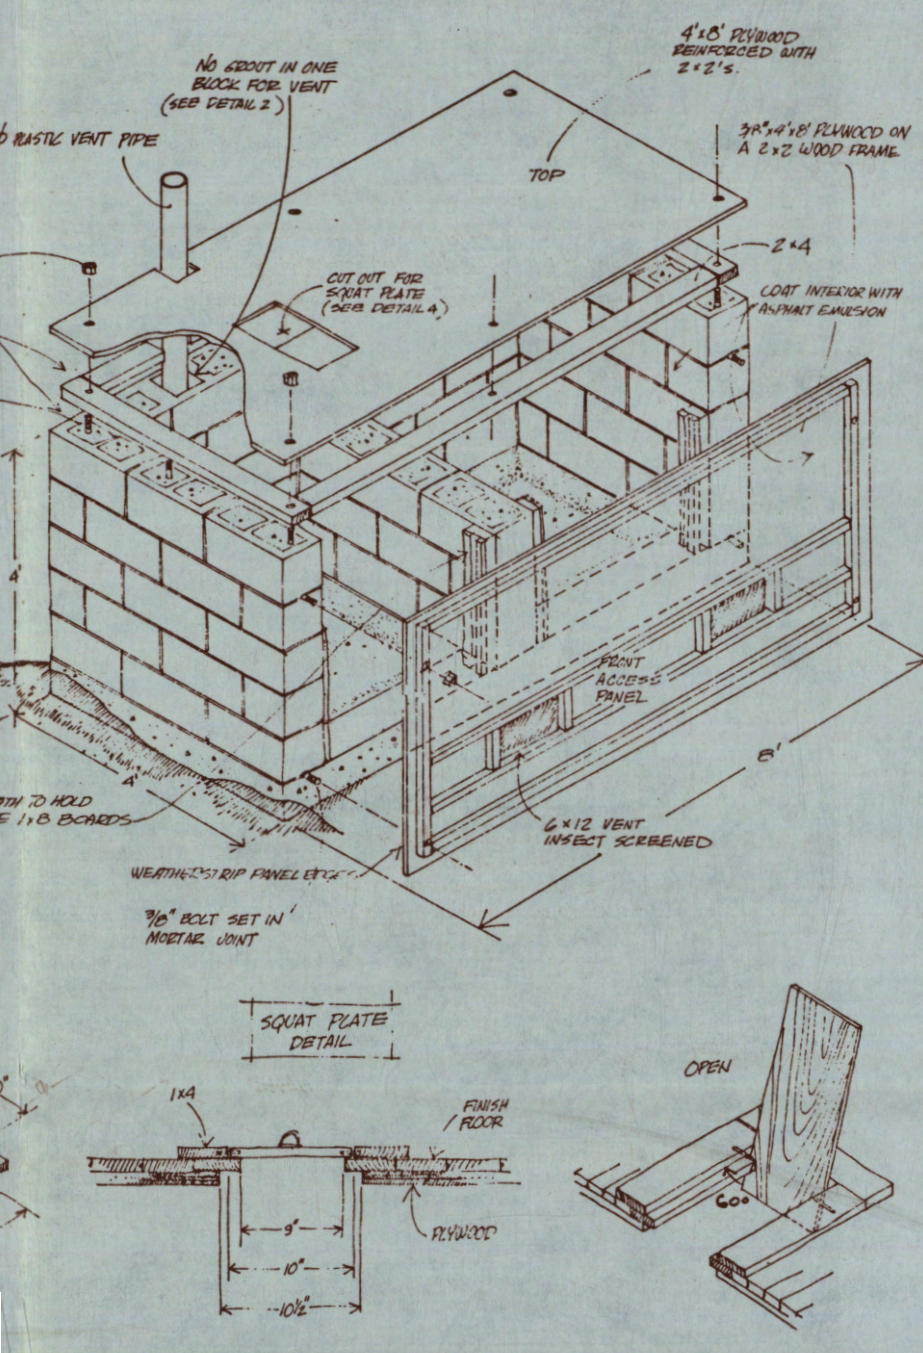 4'x8' PLYWOOD
REINFORCED WITH
2x2's.
NO GROUT IN ONE
BLOCK FOR VENT
(SEE DETAIL 2)
PLASTIC VENT PIPE
3/8"x4'x8' PLYWOOD ON
A 2x2 WOOD FRAME
TOP
2x4
CUT OUT FOR
SQUAT PLATE
(SEE DETAIL 4)
COAT INTERIOR WITH
ASPHALT EMULSION
4'
FRONT
ACCESS
PANEL
8'
4'
TO HOLD
1x8 BOARDS
6x12 VENT
INSECT SCREENED
WEATHERSTRIP PANEL EDGES
3/8" BOLT SET IN
MORTAR JOINT
SQUAT PLATE
DETAIL
OPEN
1x4
FINISH
FLOOR
60°
9"
PLYWOOD
10"
10½"